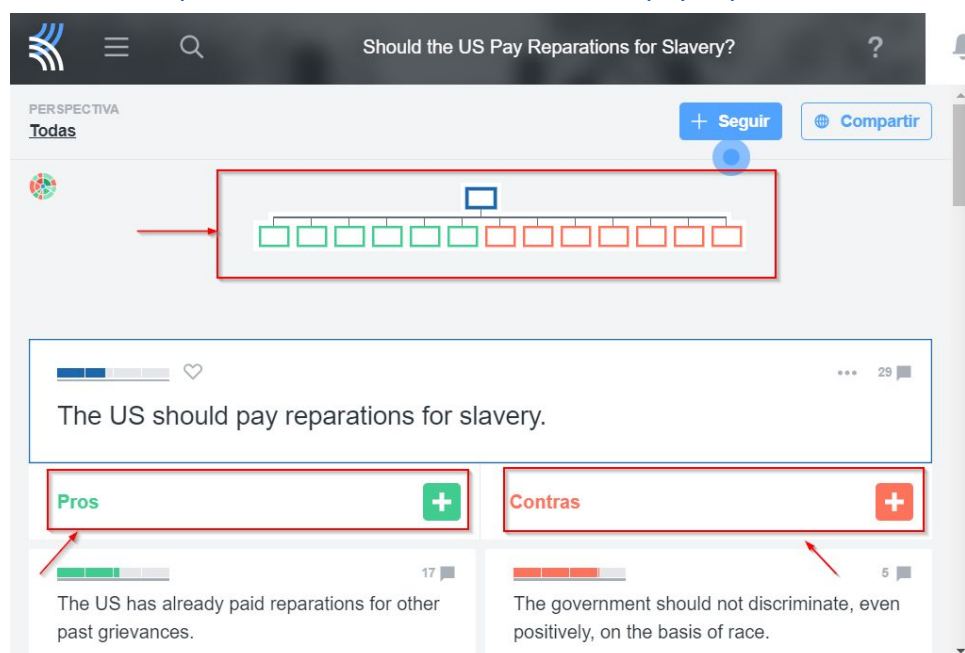 Should the US Pay Reparations for Slavery?
?
PERSPECTIVA
Todas
+ Seguir
Compartir
29
The US should pay reparations for slavery.
Pros
+
Contras
+
17
The US has already paid reparations for other
past grievances.
5
The government should not discriminate, even
positively, on the basis of race.